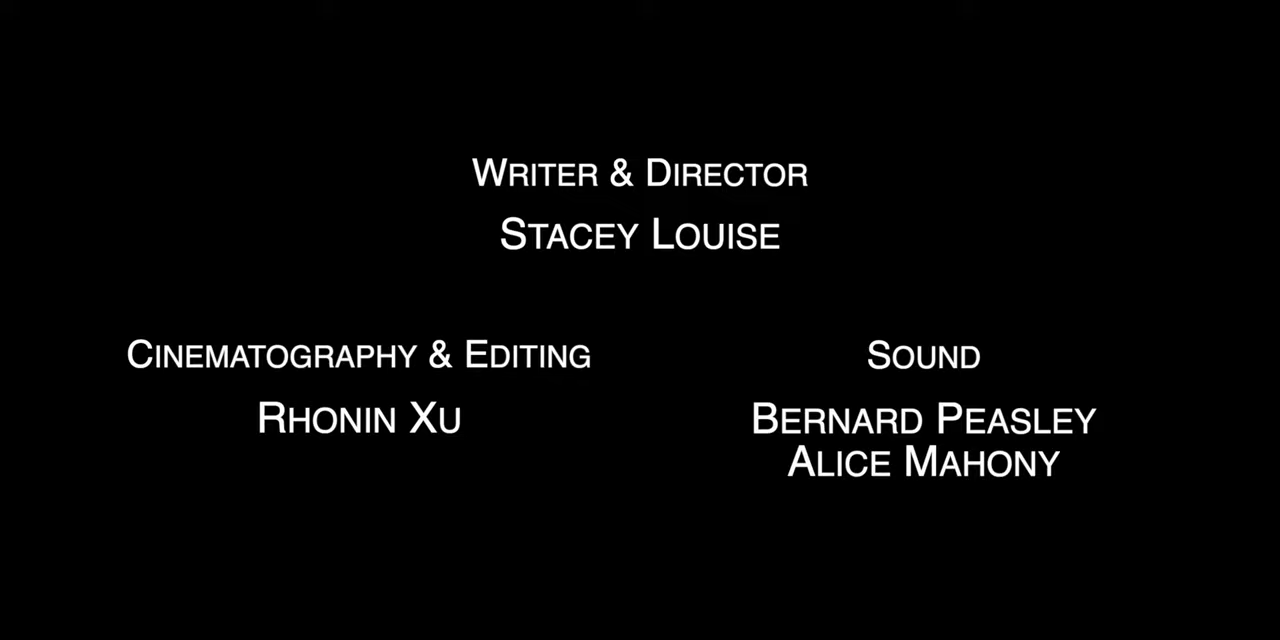 WRITER & DIRECTOR
STACEY LOUISE
CINEMATOGRAPHY & EDITING
RHONIN XU
SOUND
BERNARD PEASLEY
ALICE MAHONY